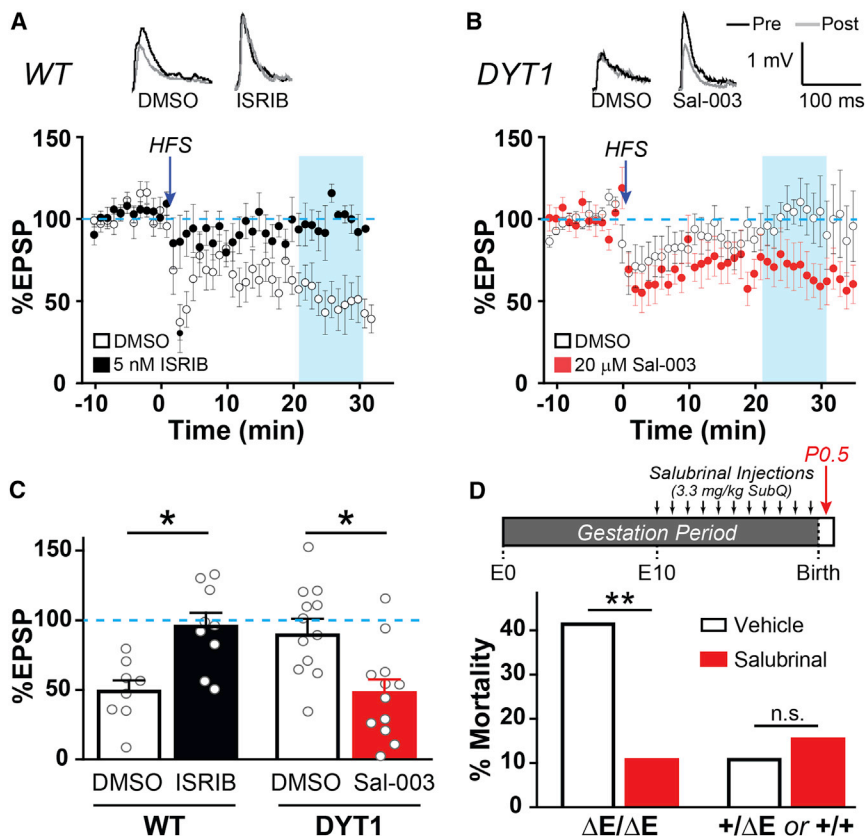 A
WT
DMSO
ISRIB
150
100
50
0
%EPSP
HFS
DMSO
5 nM ISRIB
-10
0
10
20
30
Time (min)
B
DYT1
Pre
Post
DMSO
Sal-003
1 mV
100 ms
150
100
50
0
%EPSP
HFS
DMSO
20 μM Sal-003
-10
0
10
20
30
Time (min)
C
150
100
50
0
%EPSP
*
*
DMSO
ISRIB
DMSO
Sal-003
WT
DYT1
D
P0.5
Salubrinal Injections
(3.3 mg/kg SubQ)
Gestation Period
E0
E10
Birth
40
30
20
10
0
% Mortality
**
Vehicle
Salubrinal
n.s.
ΔE/ΔE
+/ΔE or +/+